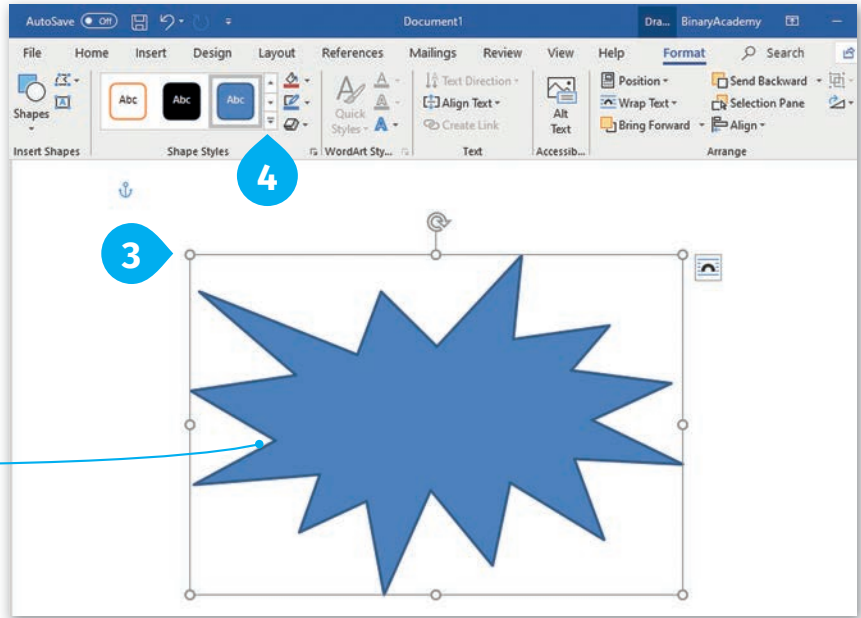 AutoSave Off Document1 Dra... BinaryAcademy
File Home Insert Design Layout References Mailings Review View Help Format Search
Shapes
Abc Abc Abc
Quick
Styles
A
Text Direction
Align Text
Create Link
Alt
Text
Position
Wrap Text
Bring Forward
Send Backward
Selection Pane
Align
Insert Shapes Shape Styles WordArt Sty... Text Accessib... Arrange
4
3